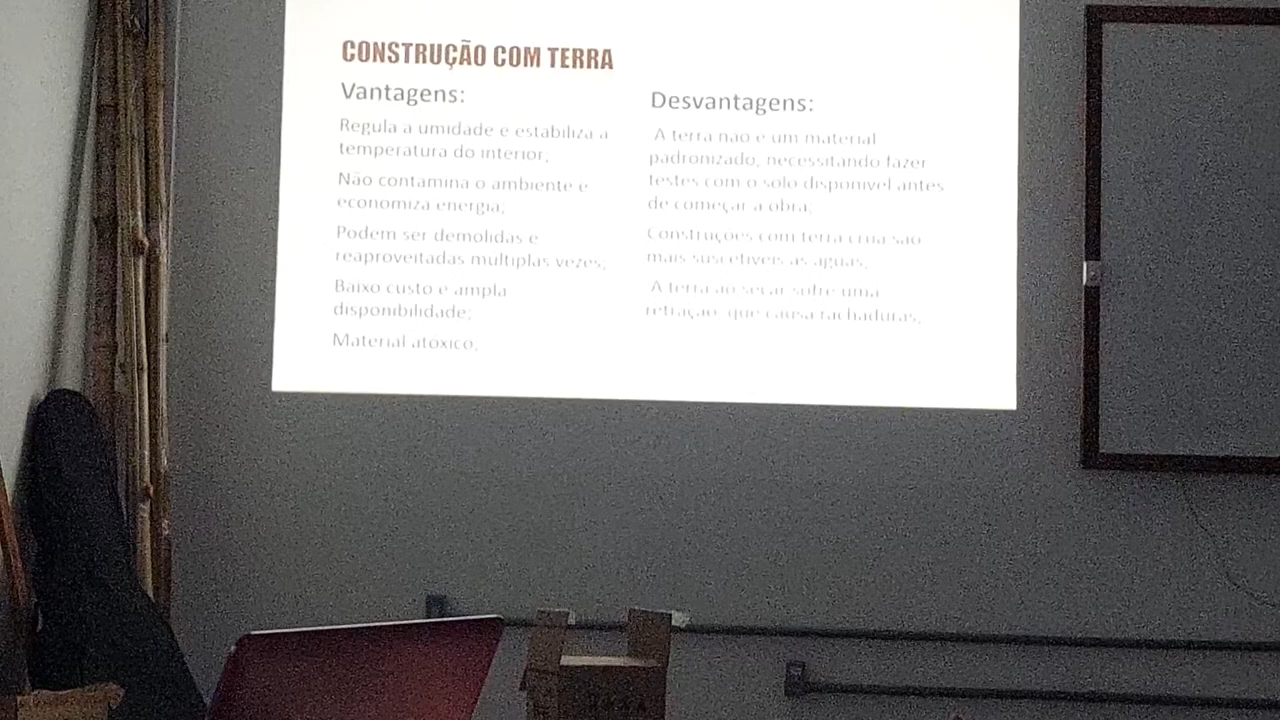 CONSTRUÇÃO COM TERRA
Vantagens:
Regula a umidade e estabiliza a
temperatura do interior;
Não contamina o ambiente e
economiza energia;
Podem ser demolidas e
reaproveitadas multiplas vezes;
Baixo custo e ampla
disponibilidade;
Material atoxico;
Desvantagens:
A terra não e um material
padronizado, necessitando fazer
testes com o solo disponivel antes
de começar a obra;
Construções com terra crua são
mais suscetiveis as aguas;
A terra ao secar sofre uma
retração, que causa rachaduras;